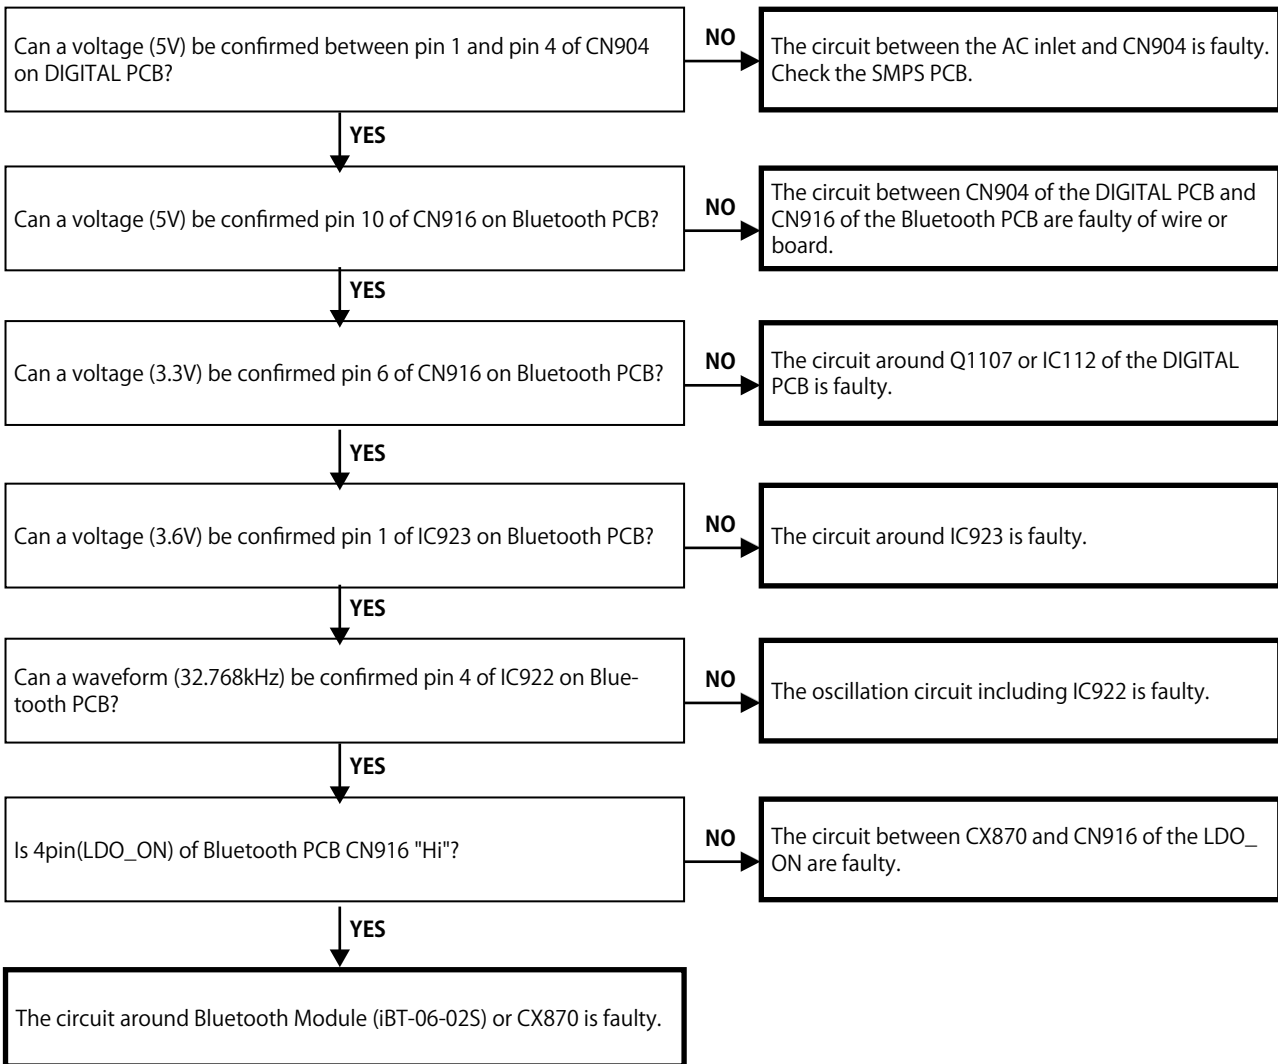 Can a voltage (5V) be confirmed between pin 1 and pin 4 of CN904
on DIGITAL PCB?
NO
The circuit between the AC inlet and CN904 is faulty.
Check the SMPS PCB.
YES
Can a voltage (5V) be confirmed pin 10 of CN916 on Bluetooth PCB?
NO
The circuit between CN904 of the DIGITAL PCB and
CN916 of the Bluetooth PCB are faulty of wire or
board.
YES
Can a voltage (3.3V) be confirmed pin 6 of CN916 on Bluetooth PCB?
NO
The circuit around Q1107 or IC112 of the DIGITAL
PCB is faulty.
YES
Can a voltage (3.6V) be confirmed pin 1 of IC923 on Bluetooth PCB?
NO
The circuit around IC923 is faulty.
YES
Can a waveform (32.768kHz) be confirmed pin 4 of IC922 on Blue-
tooth PCB?
NO
The oscillation circuit including IC922 is faulty.
YES
Is 4pin(LDO_ON) of Bluetooth PCB CN916 "Hi"?
NO
The circuit between CX870 and CN916 of the LDO_
ON are faulty.
YES
The circuit around Bluetooth Module (iBT-06-02S) or CX870 is faulty.